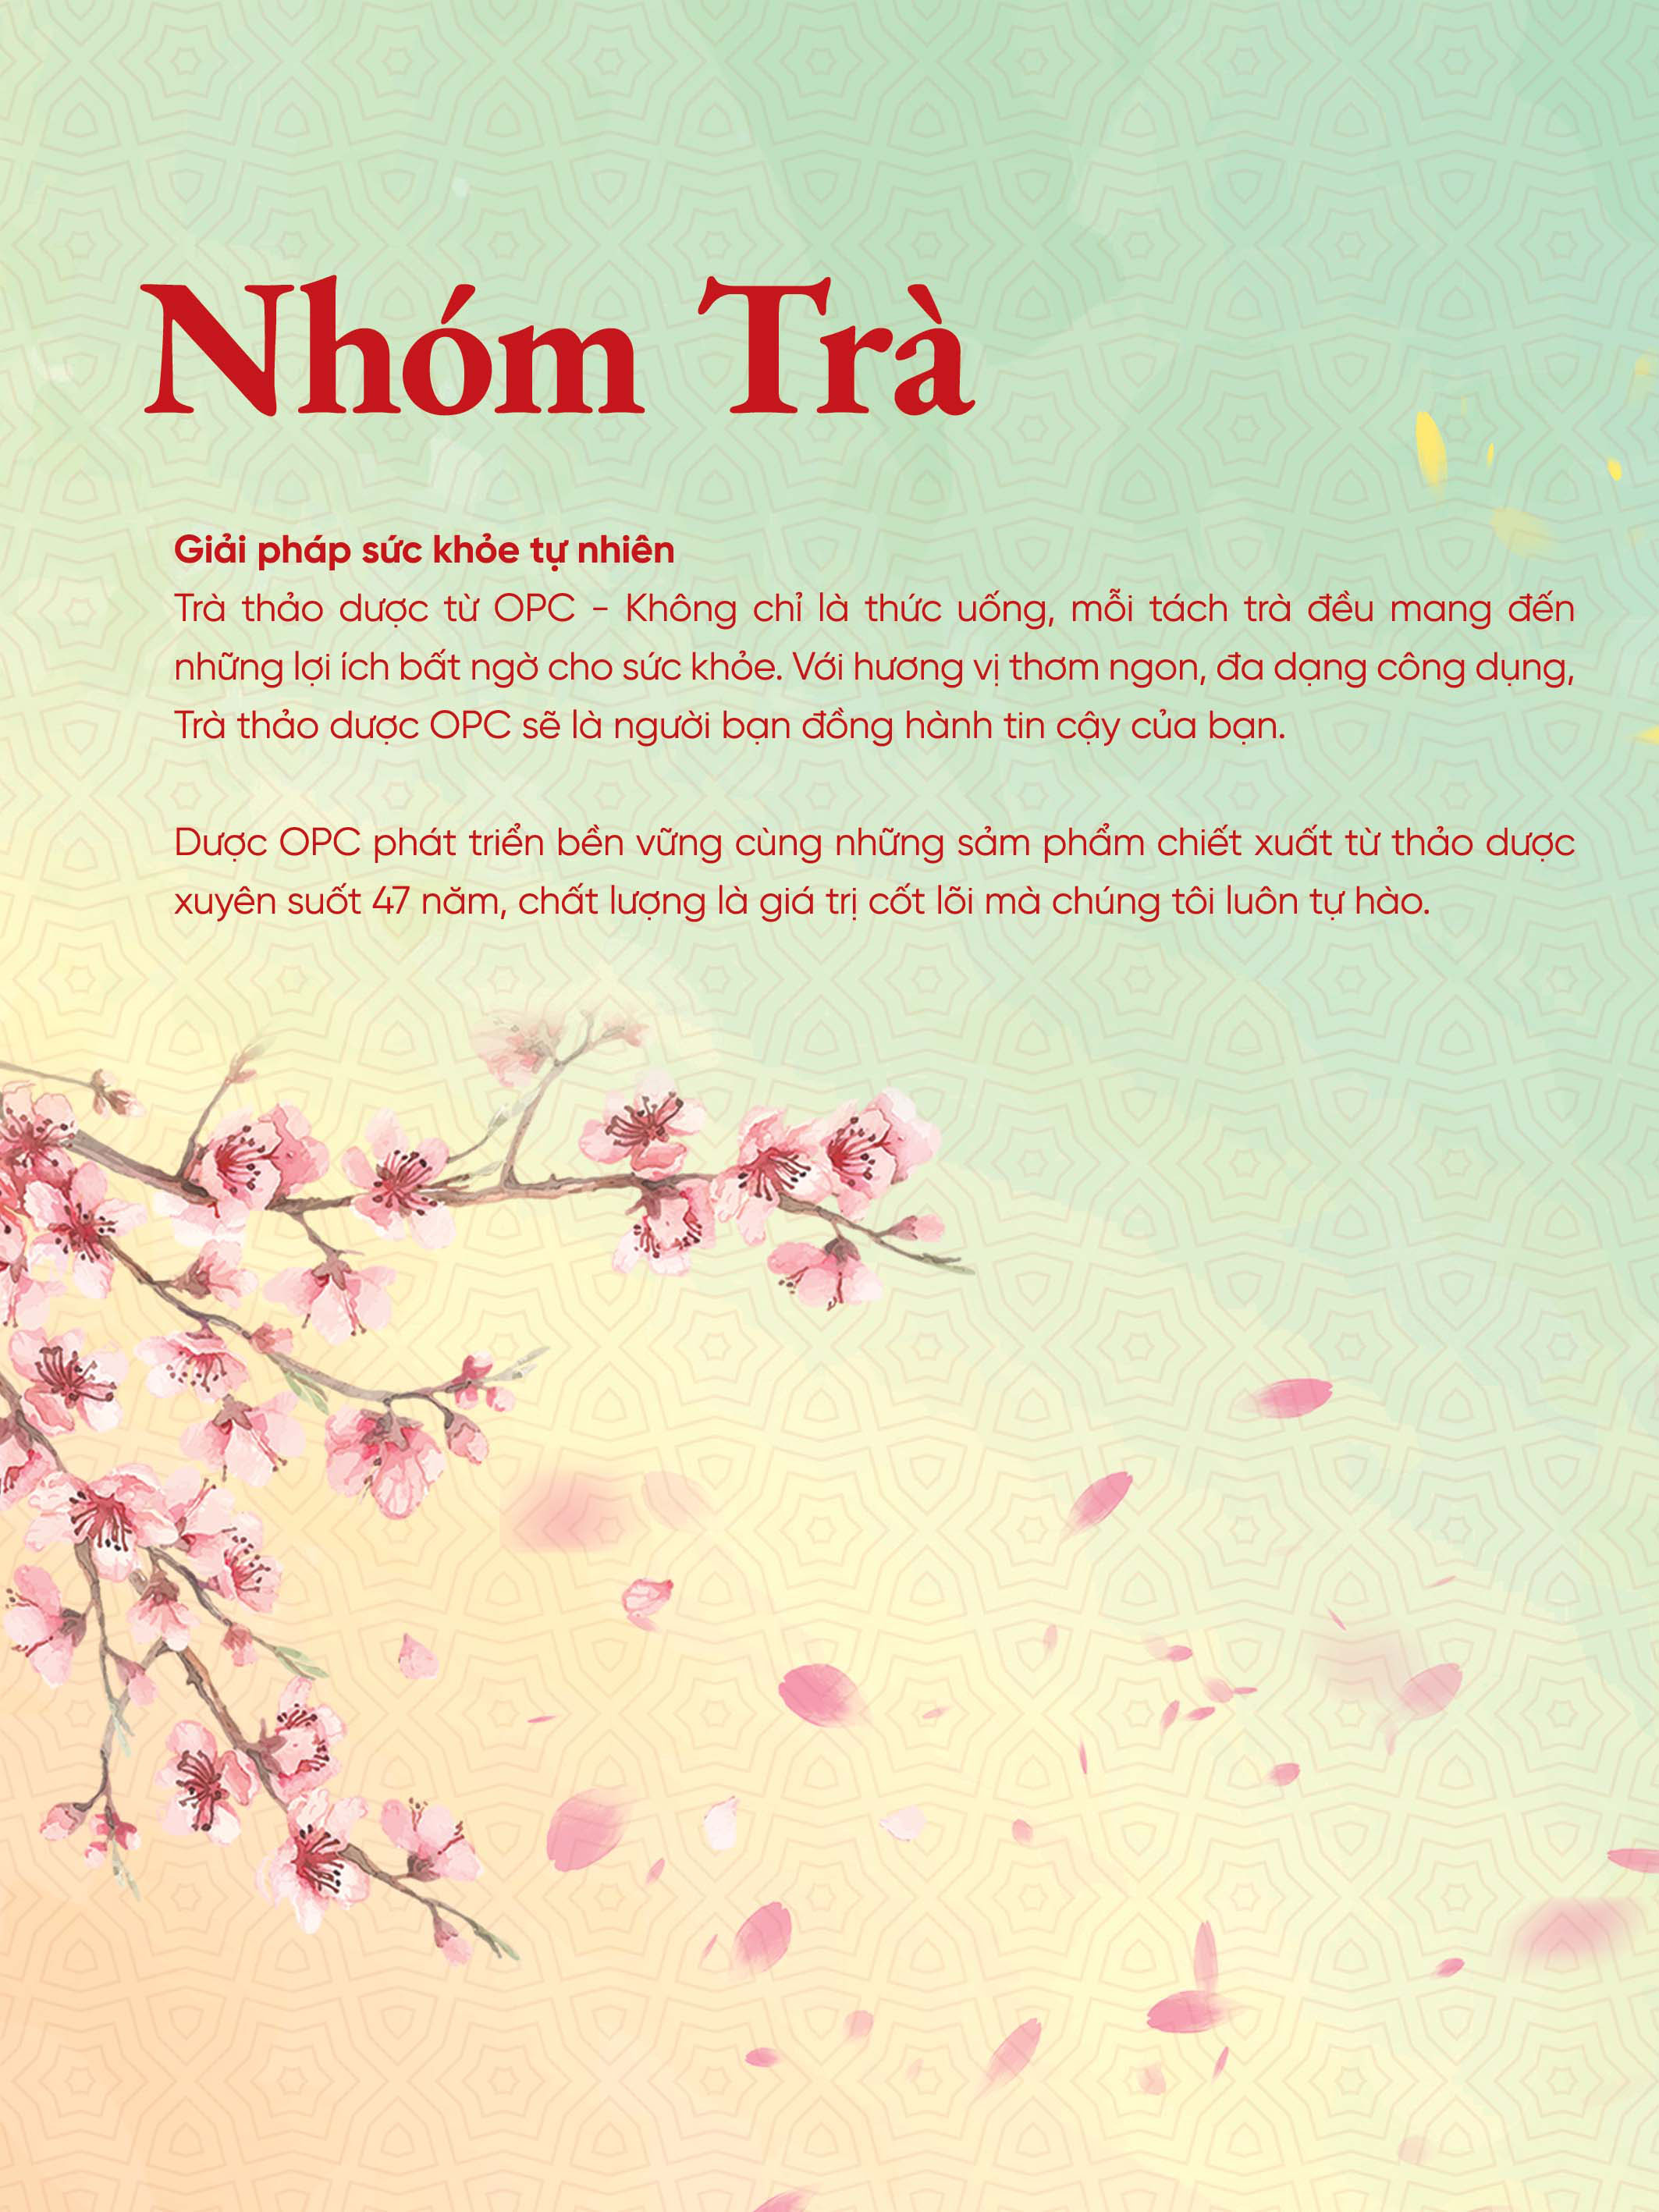 Nhóm Trà
Giải pháp sức khỏe tự nhiên
Trà thảo dược từ OPC - Không chỉ là thức uống, mỗi tách trà đều mang đến
những lợi ích bất ngờ cho sức khỏe. Với hương vị thơm ngon, đa dạng công dụng,
Trà thảo dược OPC sẽ là người bạn đồng hành tin cậy của bạn.
Dược OPC phát triển bền vững cùng những sảm phẩm chiết xuất từ thảo dược
xuyên suốt 47 năm, chất lượng là giá trị cốt lõi mà chúng tôi luôn tự hào.